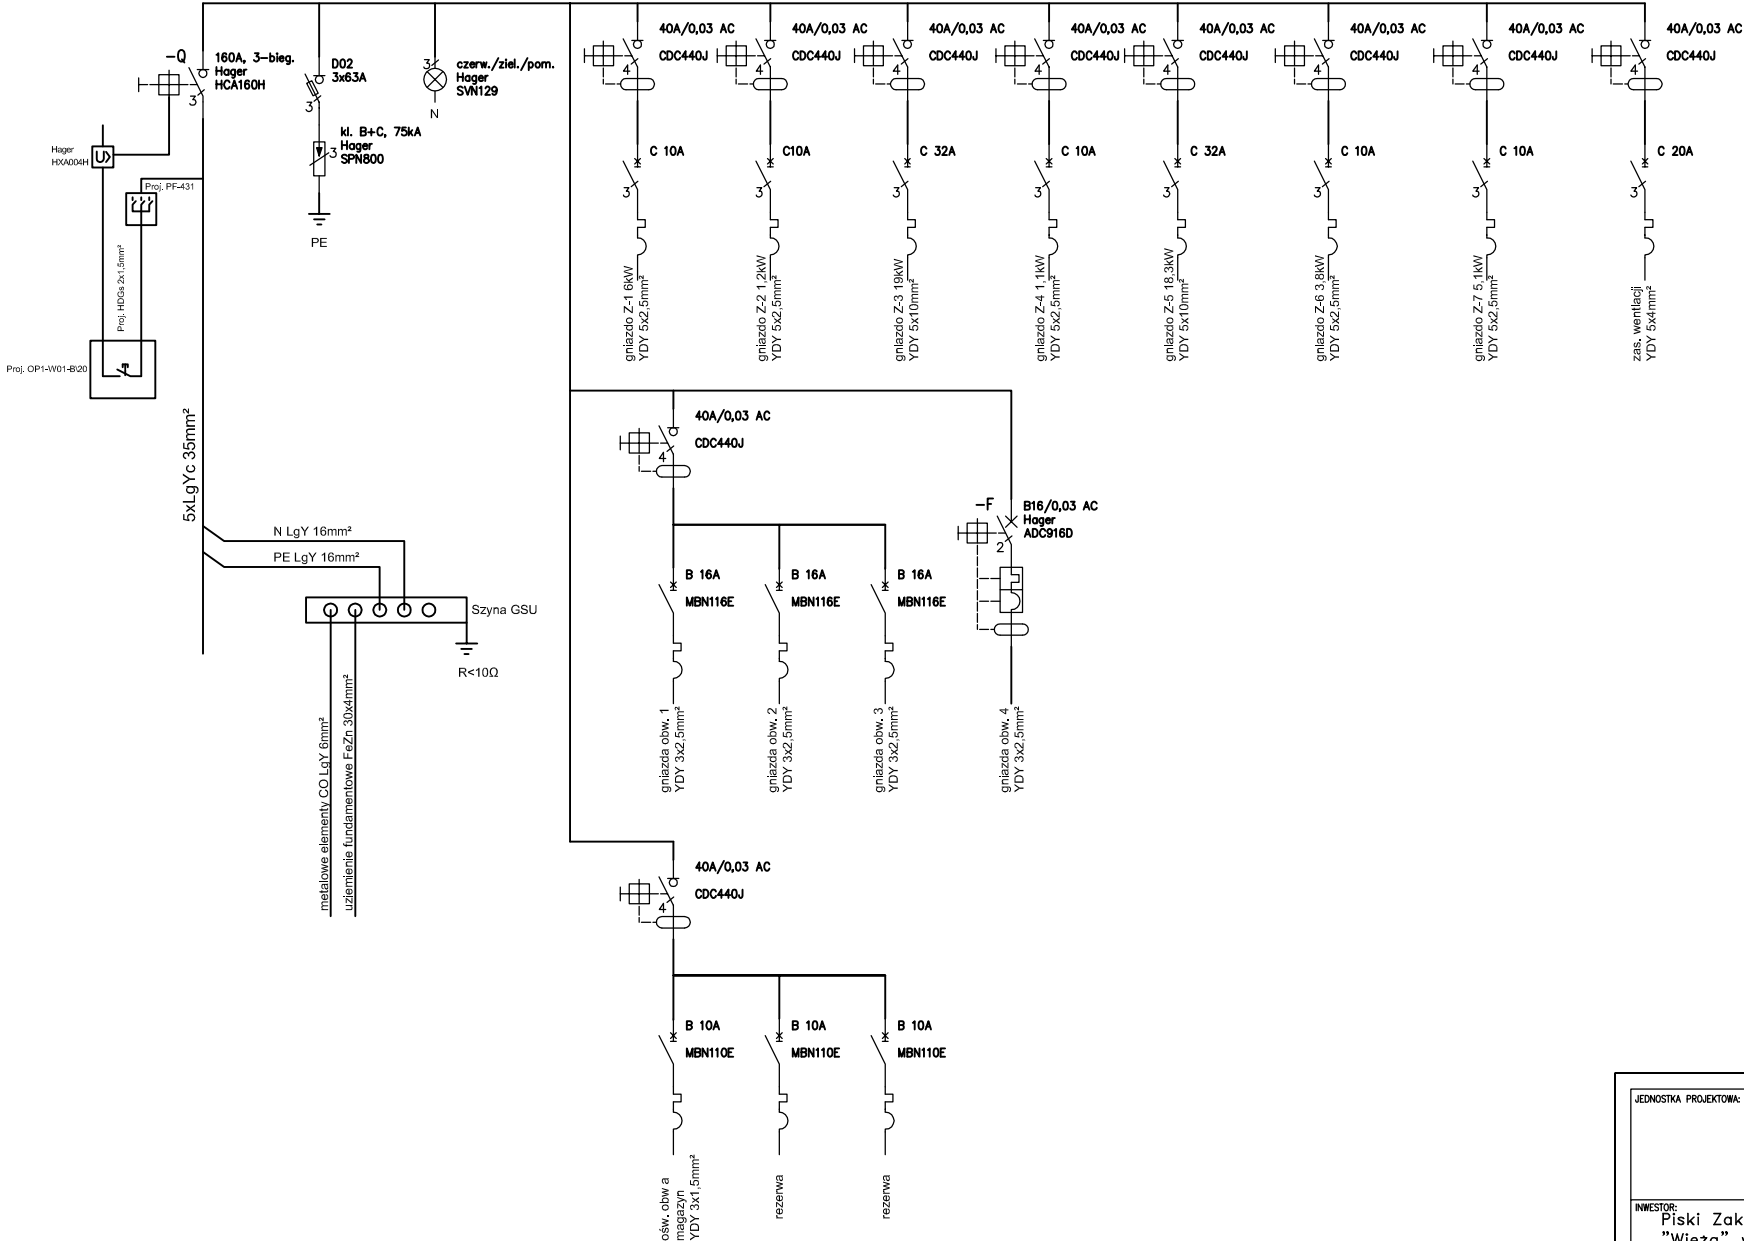 -Q
160A, 3-bieg.
Hager
HCA160H
3
D02
3x63A
3
kl. B+C, 75kA
Hager
SPN800
3
PE
3
czerw./ziel./pom.
Hager
SVN129
N
Hager
HXA004H
U>
Proj. PF-431
Proj. HDGs 2x1,5mm²
Proj. OP1-W01-B\20
5xLgYc 35mm²
N LgY 16mm²
PE LgY 16mm²
Szyna GSU
R<10Ω
metalowe elementy CO LgY 6mm²
uziemienie fundamentowe FeZn 30x4mm²
40A/0,03 AC
CDC440J
4
C 10A
3
gniazdo Z-1 6kW
YDY 5x2,5mm²
40A/0,03 AC
CDC440J
4
C10A
3
gniazdo Z-2 1,2kW
YDY 5x2,5mm²
40A/0,03 AC
CDC440J
4
C 32A
3
gniazdo Z-3 19kW
YDY 5x10mm²
40A/0,03 AC
CDC440J
4
C 10A
3
gniazdo Z-4 1,1kW
YDY 5x2,5mm²
40A/0,03 AC
CDC440J
4
C 32A
3
gniazdo Z-5 18,3kW
YDY 5x10mm²
40A/0,03 AC
CDC440J
4
C 10A
3
gniazdo Z-6 3,8kW
YDY 5x2,5mm²
40A/0,03 AC
CDC440J
4
C 10A
3
gniazdo Z-7 5,1kW
YDY 5x2,5mm²
40A/0,03 AC
CDC440J
4
C 20A
3
zas. wentlacji
YDY 5x4mm²
40A/0,03 AC
CDC440J
4
B 16A
MBN116E
gniazda obw. 1
YDY 3x2,5mm²
B 16A
MBN116E
gniazda obw. 2
YDY 3x2,5mm²
B 16A
MBN116E
gniazda obw. 3
YDY 3x2,5mm²
-F
B16/0,03 AC
Hager
ADC916D
2
gniazda obw. 4
YDY 3x2,5mm²
40A/0,03 AC
CDC440J
4
B 10A
MBN110E
ośw. obw a
magazyn
YDY 3x1,5mm²
B 10A
MBN110E
rezerwa
B 10A
MBN110E
rezerwa
JEDNOSTKA PROJEKTOWA:
INWESTOR:
Piski Zak
"Wieża" w